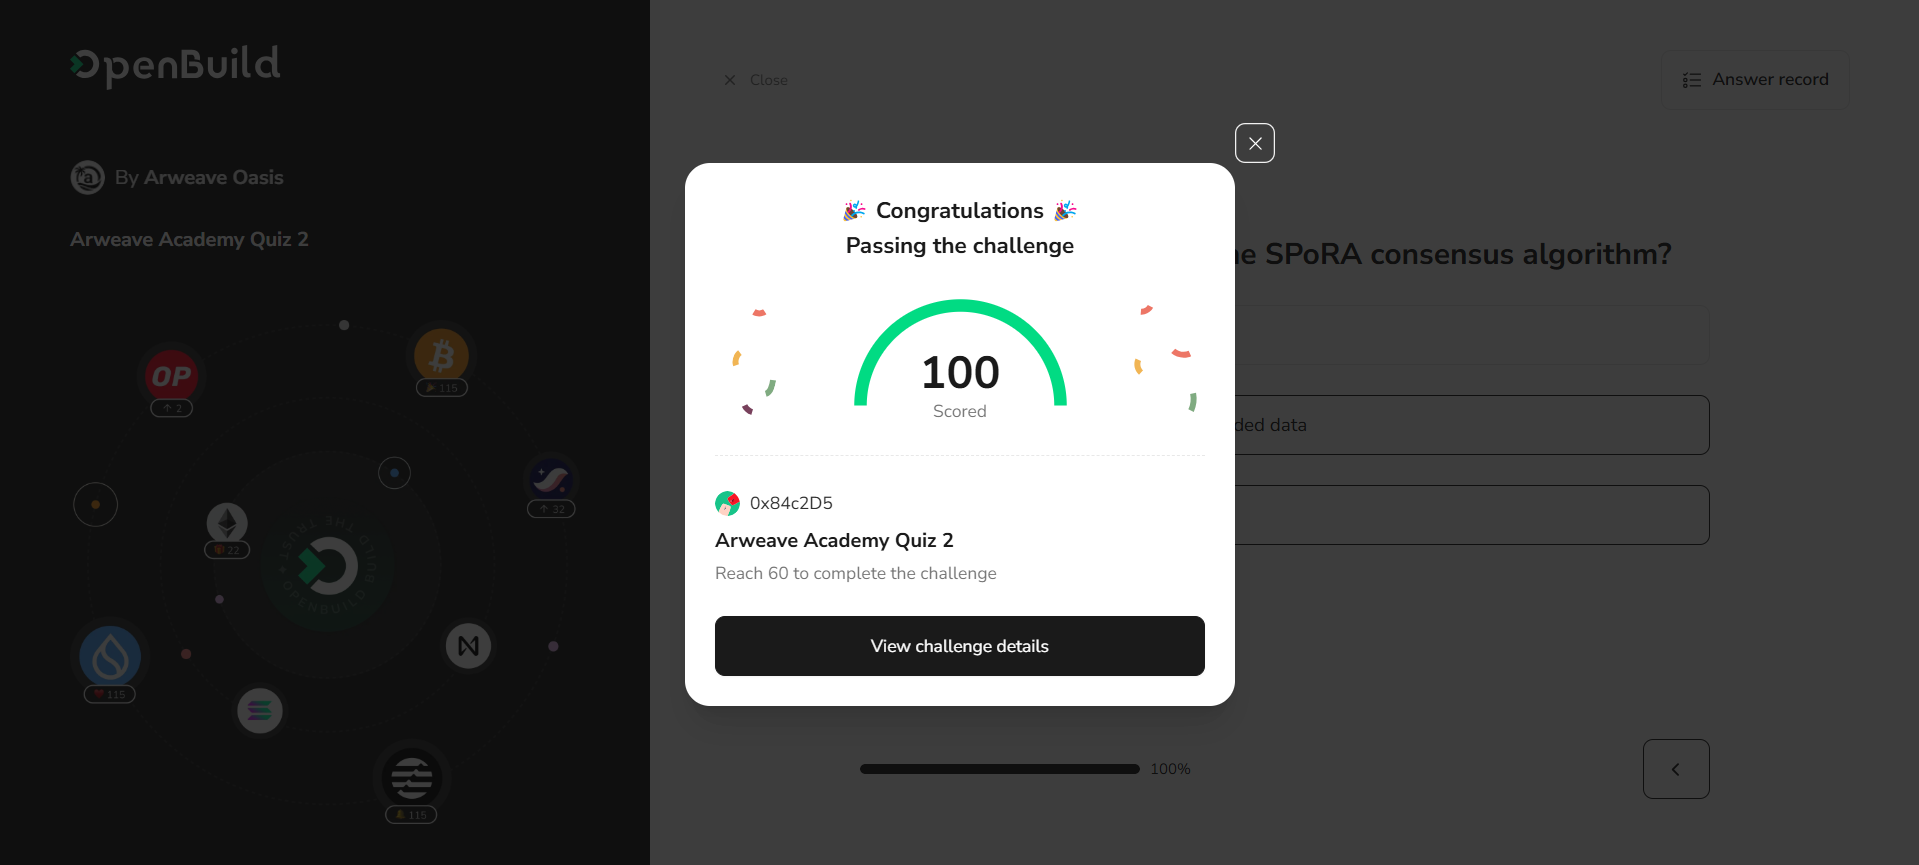 OpenBuild
By Arweave Oasis
Arweave Academy Quiz 2
OP
2
115
32
22
BUILD THE TRUST
OPENBUILD
115
115
Close
Answer record
he SPoRA consensus algorithm?
ded data
🎉 Congratulations 🎉
Passing the challenge
100
Scored
0x84c2D5
Arweave Academy Quiz 2
Reach 60 to complete the challenge
View challenge details
100%